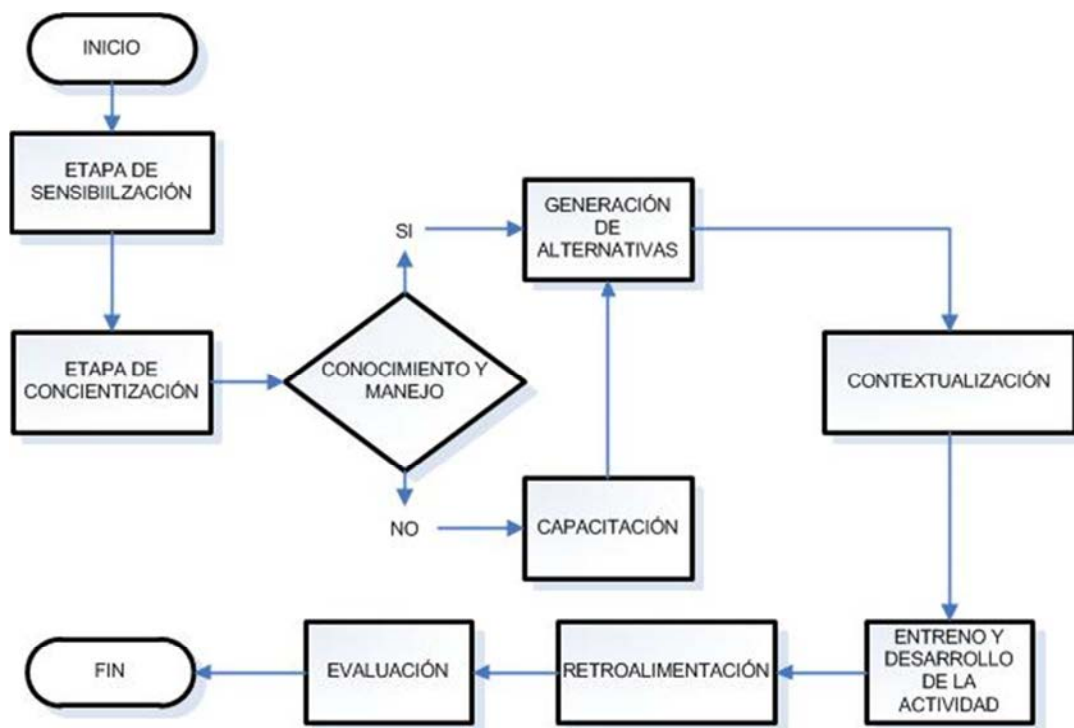 INICIO
ETAPA DE
SENSIBIILZACIÓN
ETAPA DE
CONCIENTIZACIÓN
CONOCIMIENTO Y
MANEJO
SI
GENERACIÓN
DE
ALTERNATIVAS
NO
CAPACITACIÓN
CONTEXTUALIZACIÓN
ENTRENO Y
DESARROLLO
DE LA
ACTIVIDAD
RETROALIMENTACIÓN
EVALUACIÓN
FIN